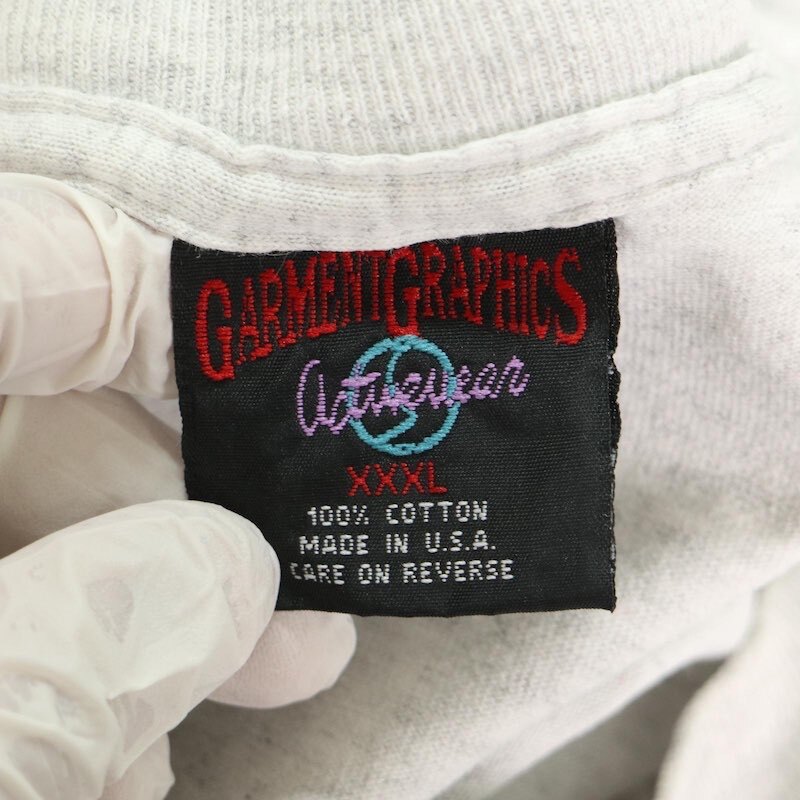 GARMENTGRAPHICS
Activewear
XXXL
100% COTTON
MADE IN U.S.A.
CARE ON REVERSE